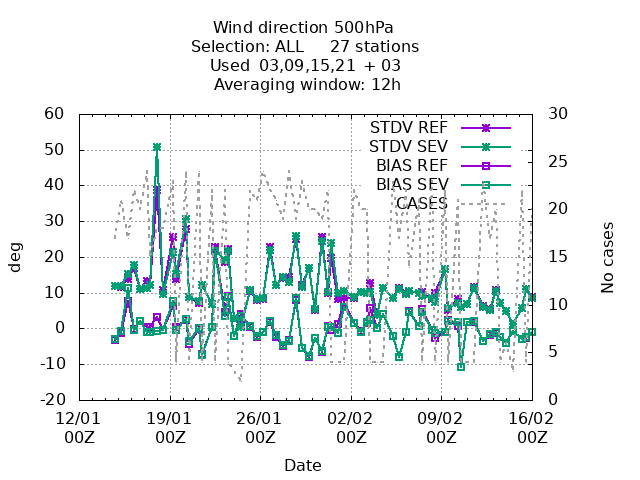 Wind direction 500hPa
Selection: ALL 27 stations
Used 03,09,15,21 + 03
Averaging window: 12h
60 30
STDV REF
STDV SEV
BIAS REF
BIAS SEV
CASES
50 25
40 20
30
20 15
10 10
0
-10 5
-20 0
deg
No cases
12/01 19/01 26/01 02/02 09/02 16/02
00Z 00Z 00Z 00Z 00Z 00Z
Date